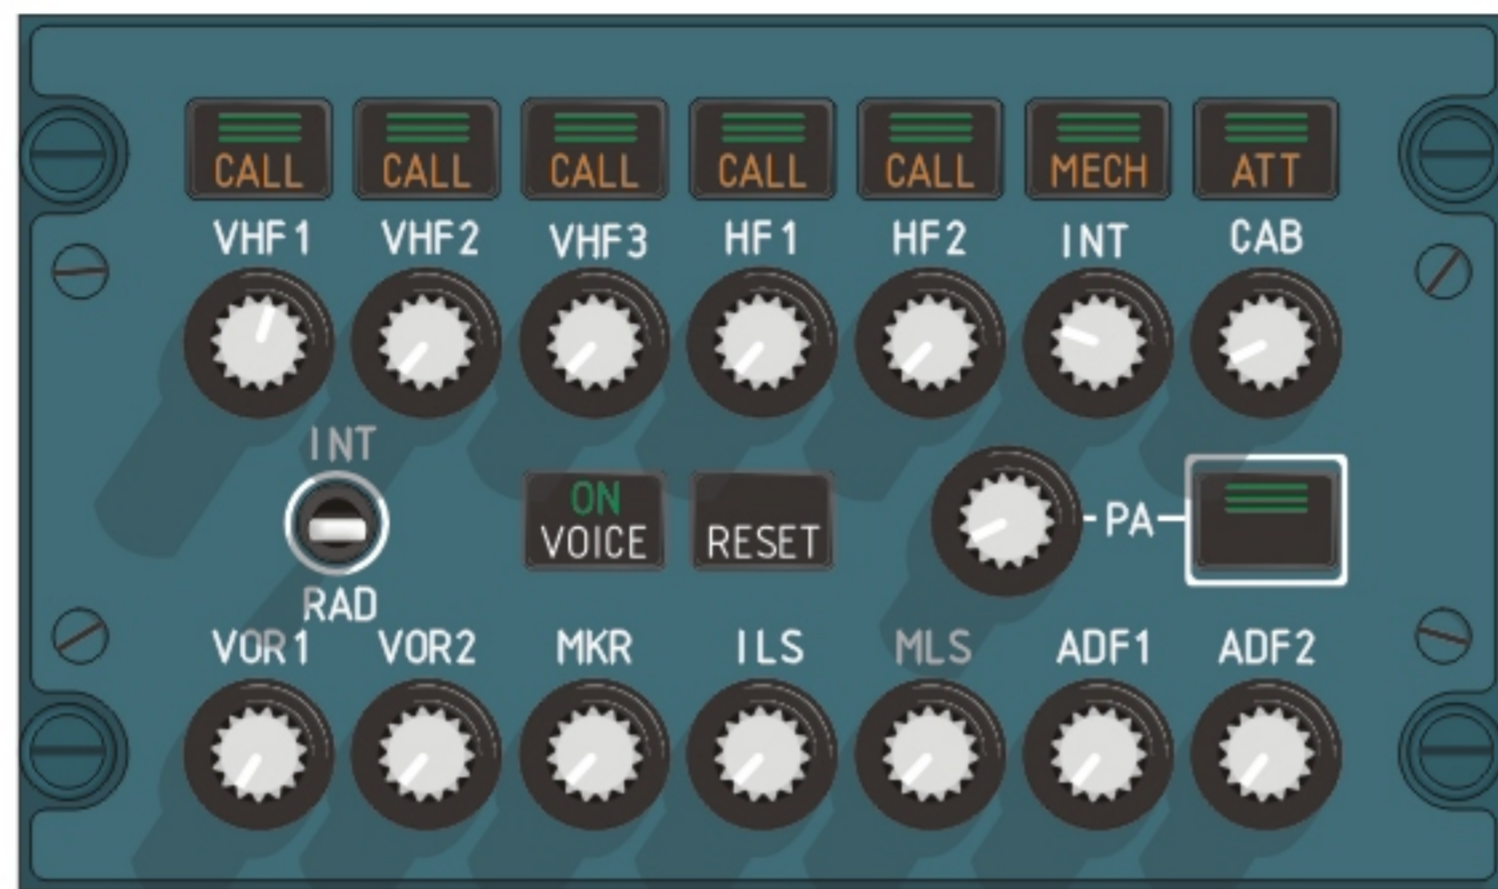 CALL CALL CALL CALL CALL MECH ATT
VHF1 VHF2 VHF3 HF1 HF2 INT CAB
INT
ON
VOICE RESET PA
RAD
VOR1 VOR2 MKR ILS MLS ADF1 ADF2